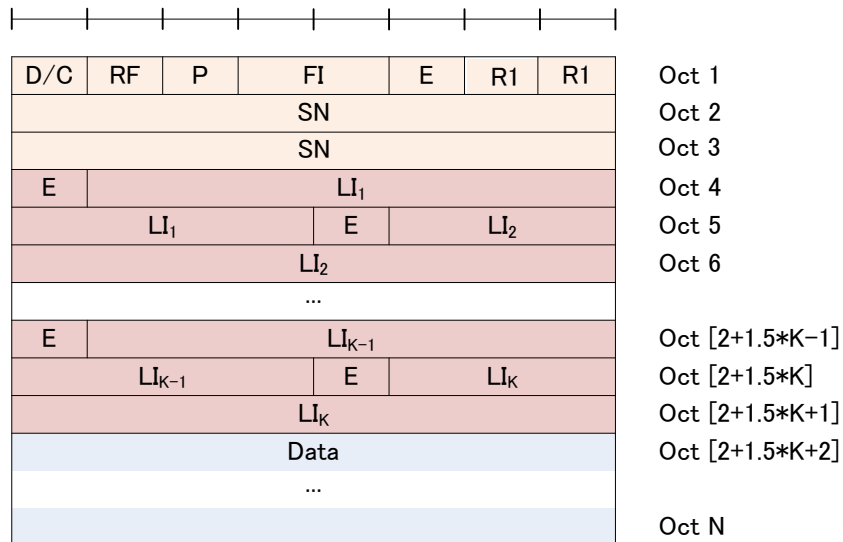 D/C RF P FI E R1 R1 Oct 1
SN Oct 2
SN Oct 3
E LI₁ Oct 4
LI₁ E LI₂ Oct 5
LI₂ Oct 6
...
E LIK₋₁ Oct [2+1.5*K-1]
LIK₋₁ E LIK Oct [2+1.5*K]
LIK Oct [2+1.5*K+1]
Data Oct [2+1.5*K+2]
...
Oct N